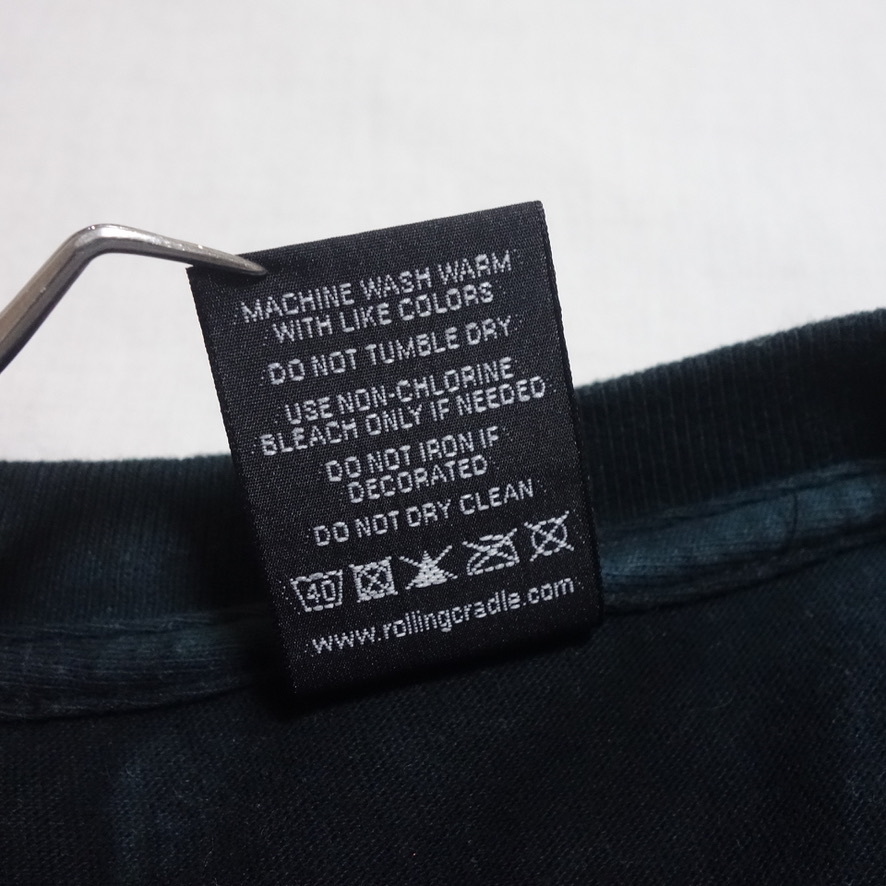 MACHINE WASH WARM
WITH LIKE COLORS
DO NOT TUMBLE DRY
USE NON-CHLORINE
BLEACH ONLY IF NEEDED
DO NOT IRON IF
DECORATED
DO NOT DRY CLEAN
40
www.rollingcradle.com